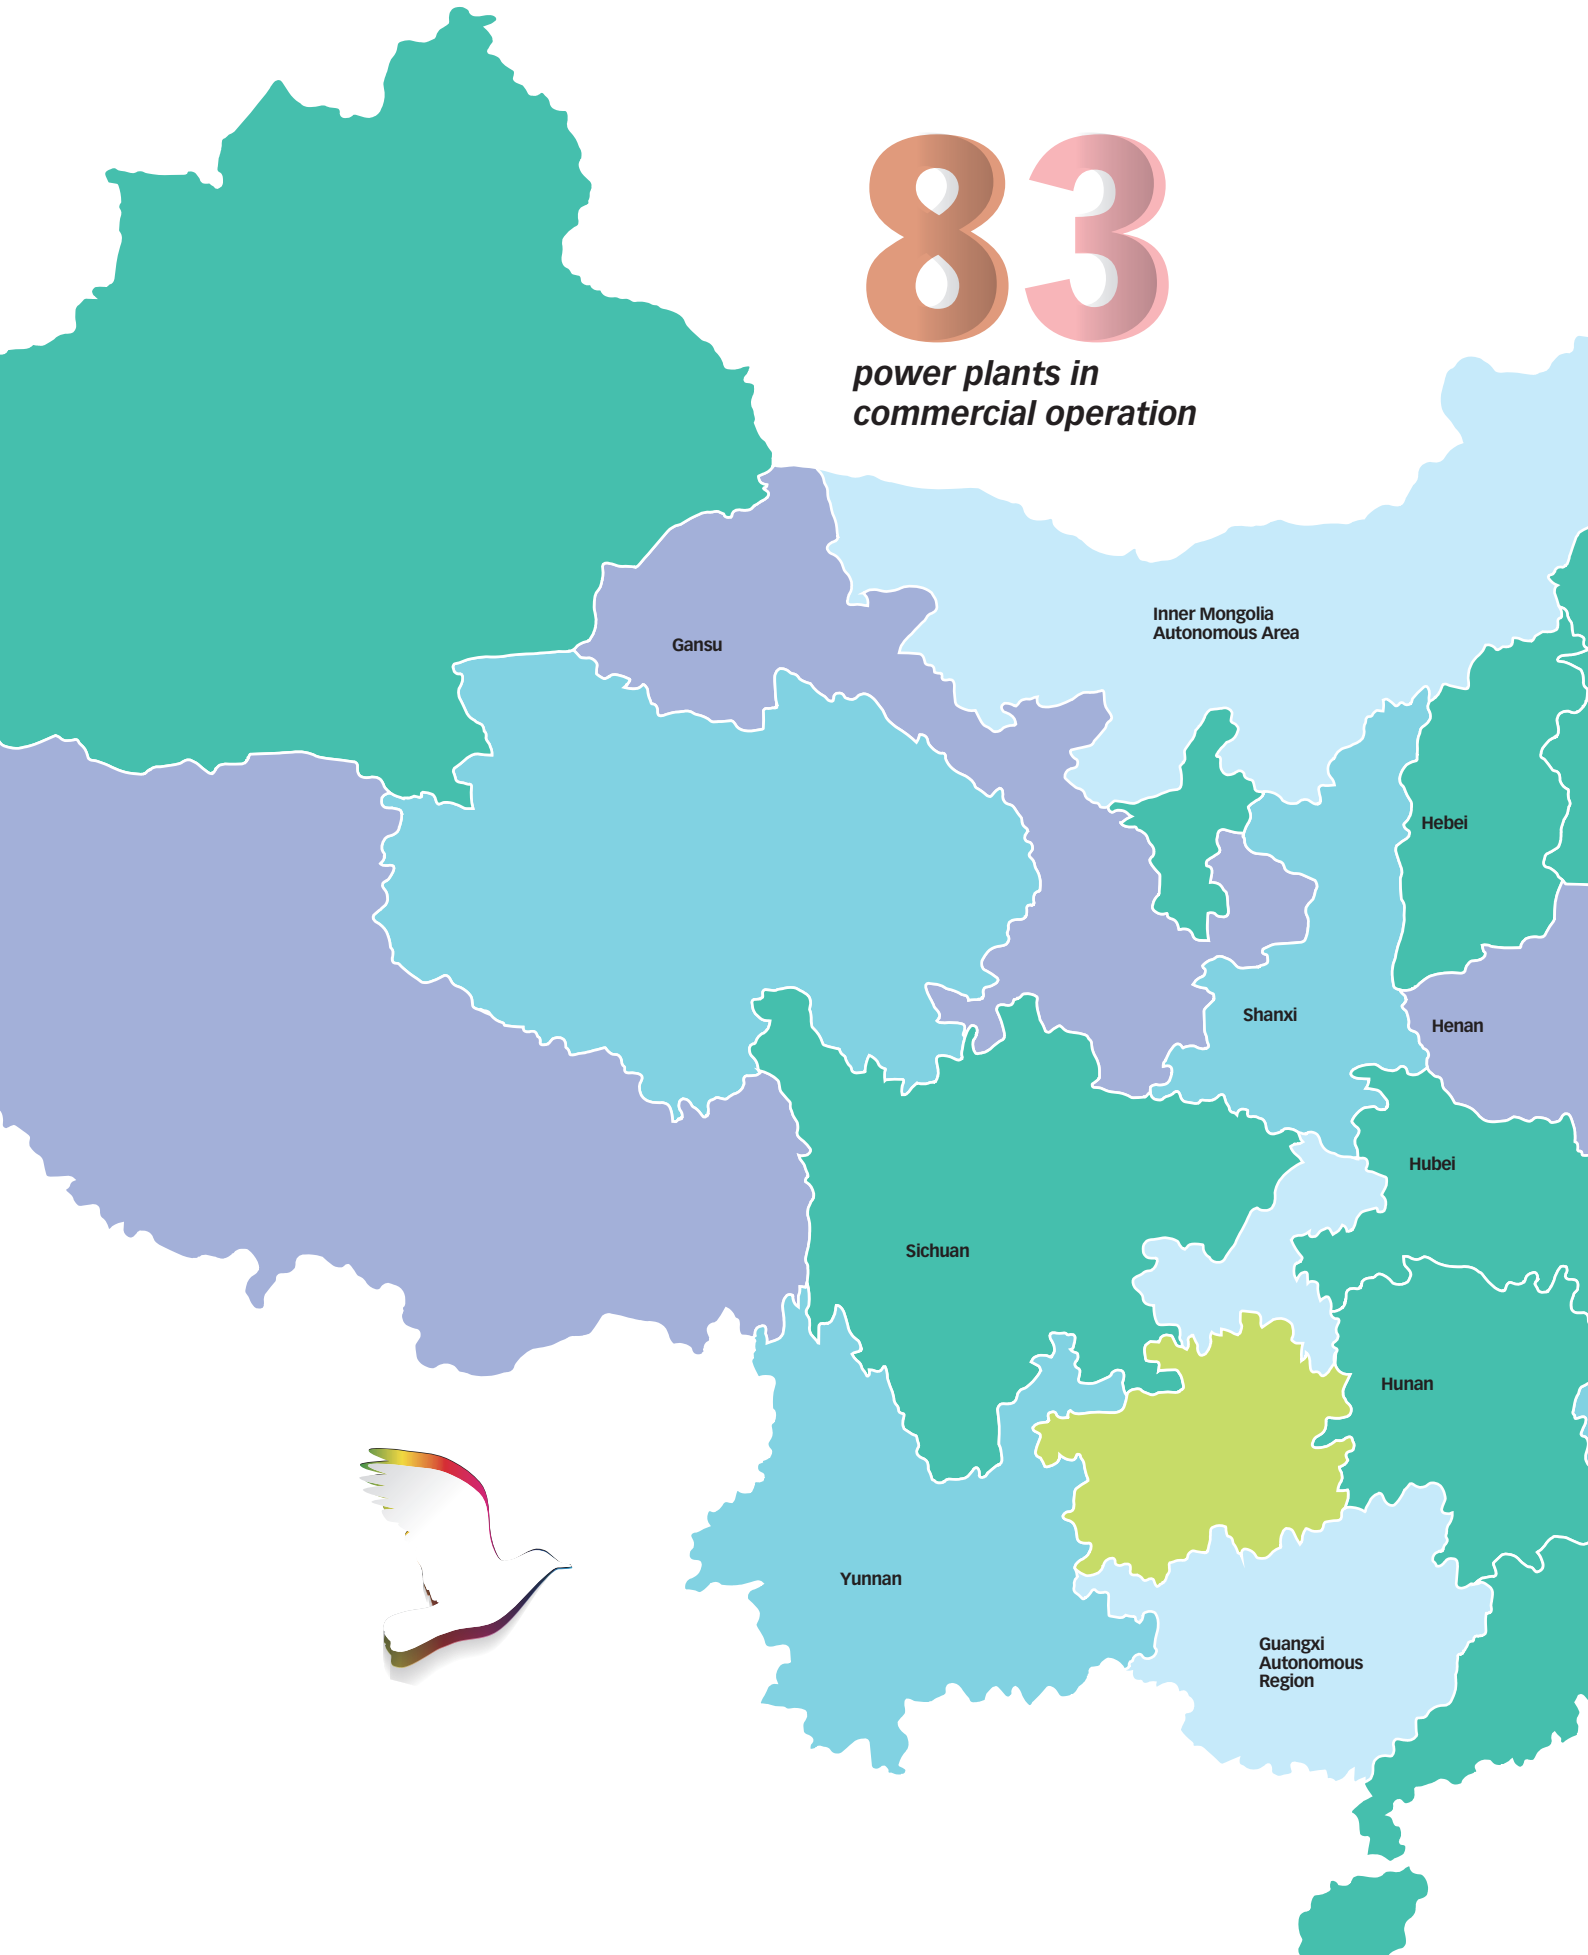 83
power plants in
commercial operation
Inner Mongolia
Autonomous Area
Gansu
Hebei
Shanxi
Henan
Hubei
Sichuan
Hunan
Yunnan
Guangxi
Autonomous
Region